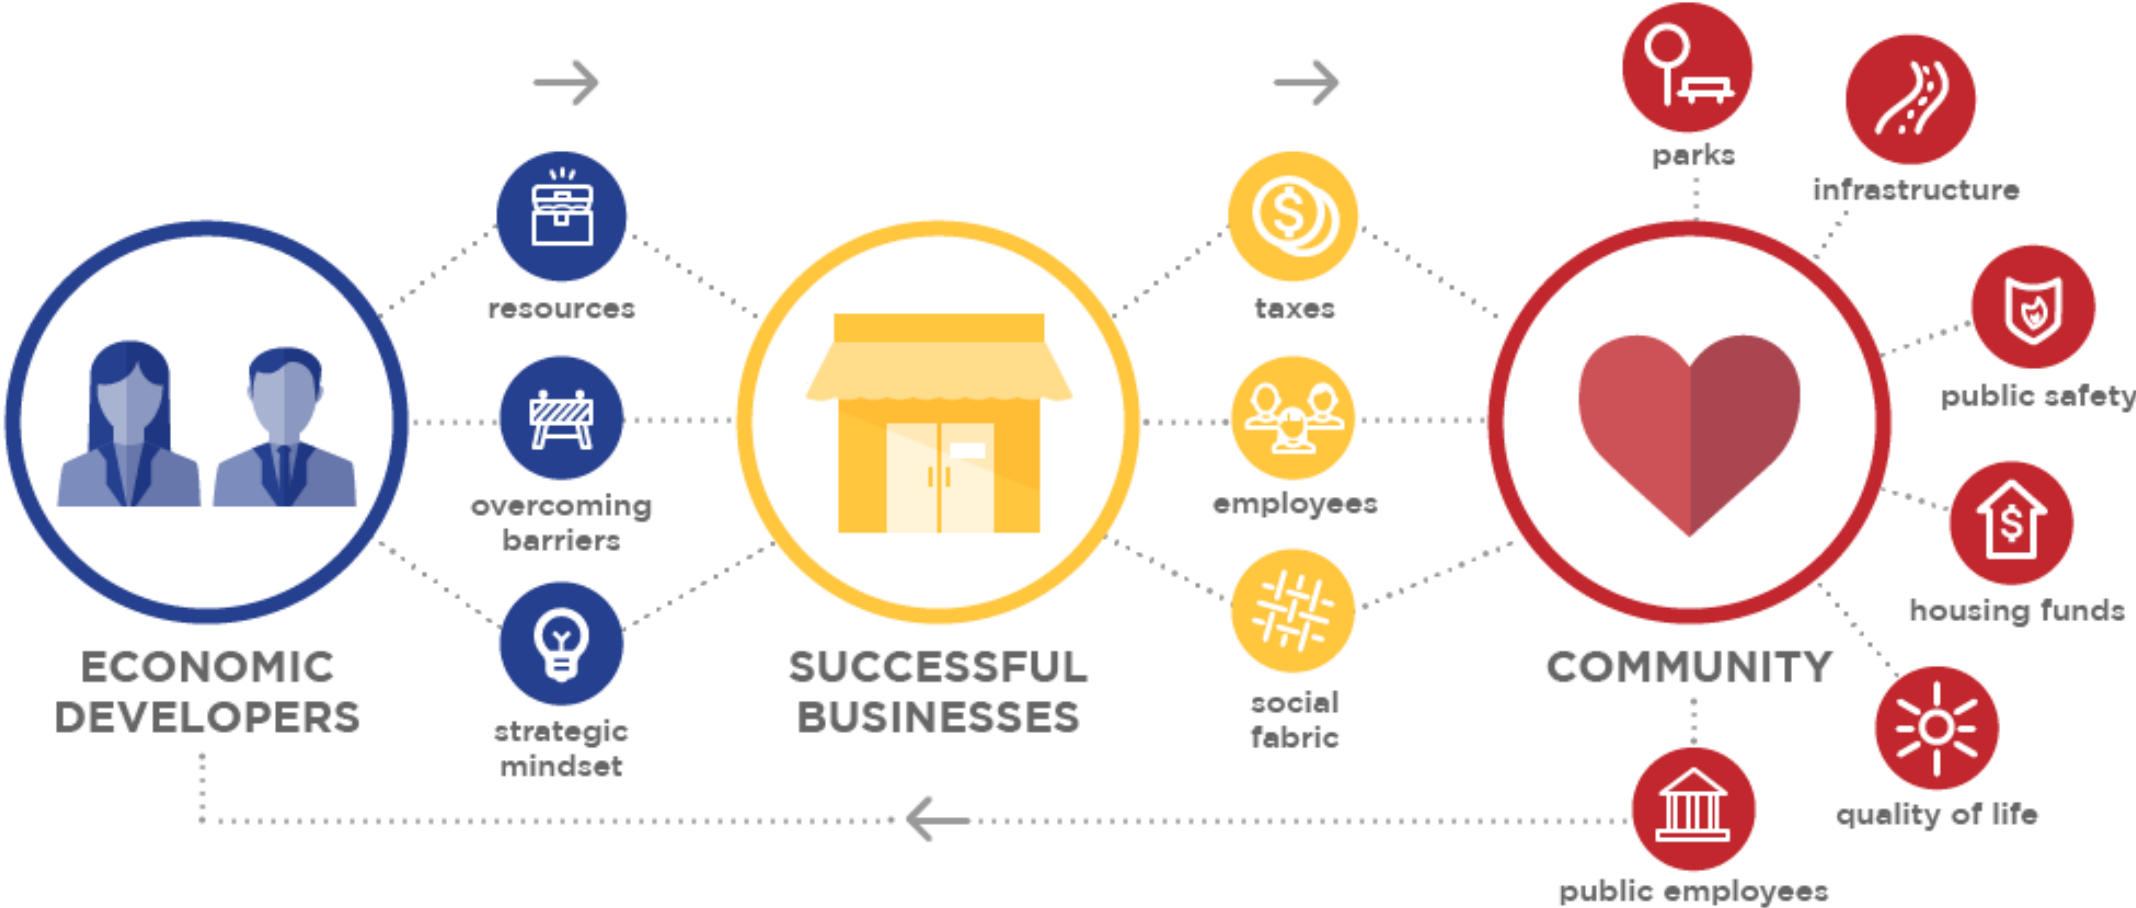 parks
infrastructure
resources
taxes
public safety
overcoming
barriers
employees
housing funds
ECONOMIC
DEVELOPERS
SUCCESSFUL
BUSINESSES
COMMUNITY
strategic
mindset
social
fabric
quality of life
public employees
$
$